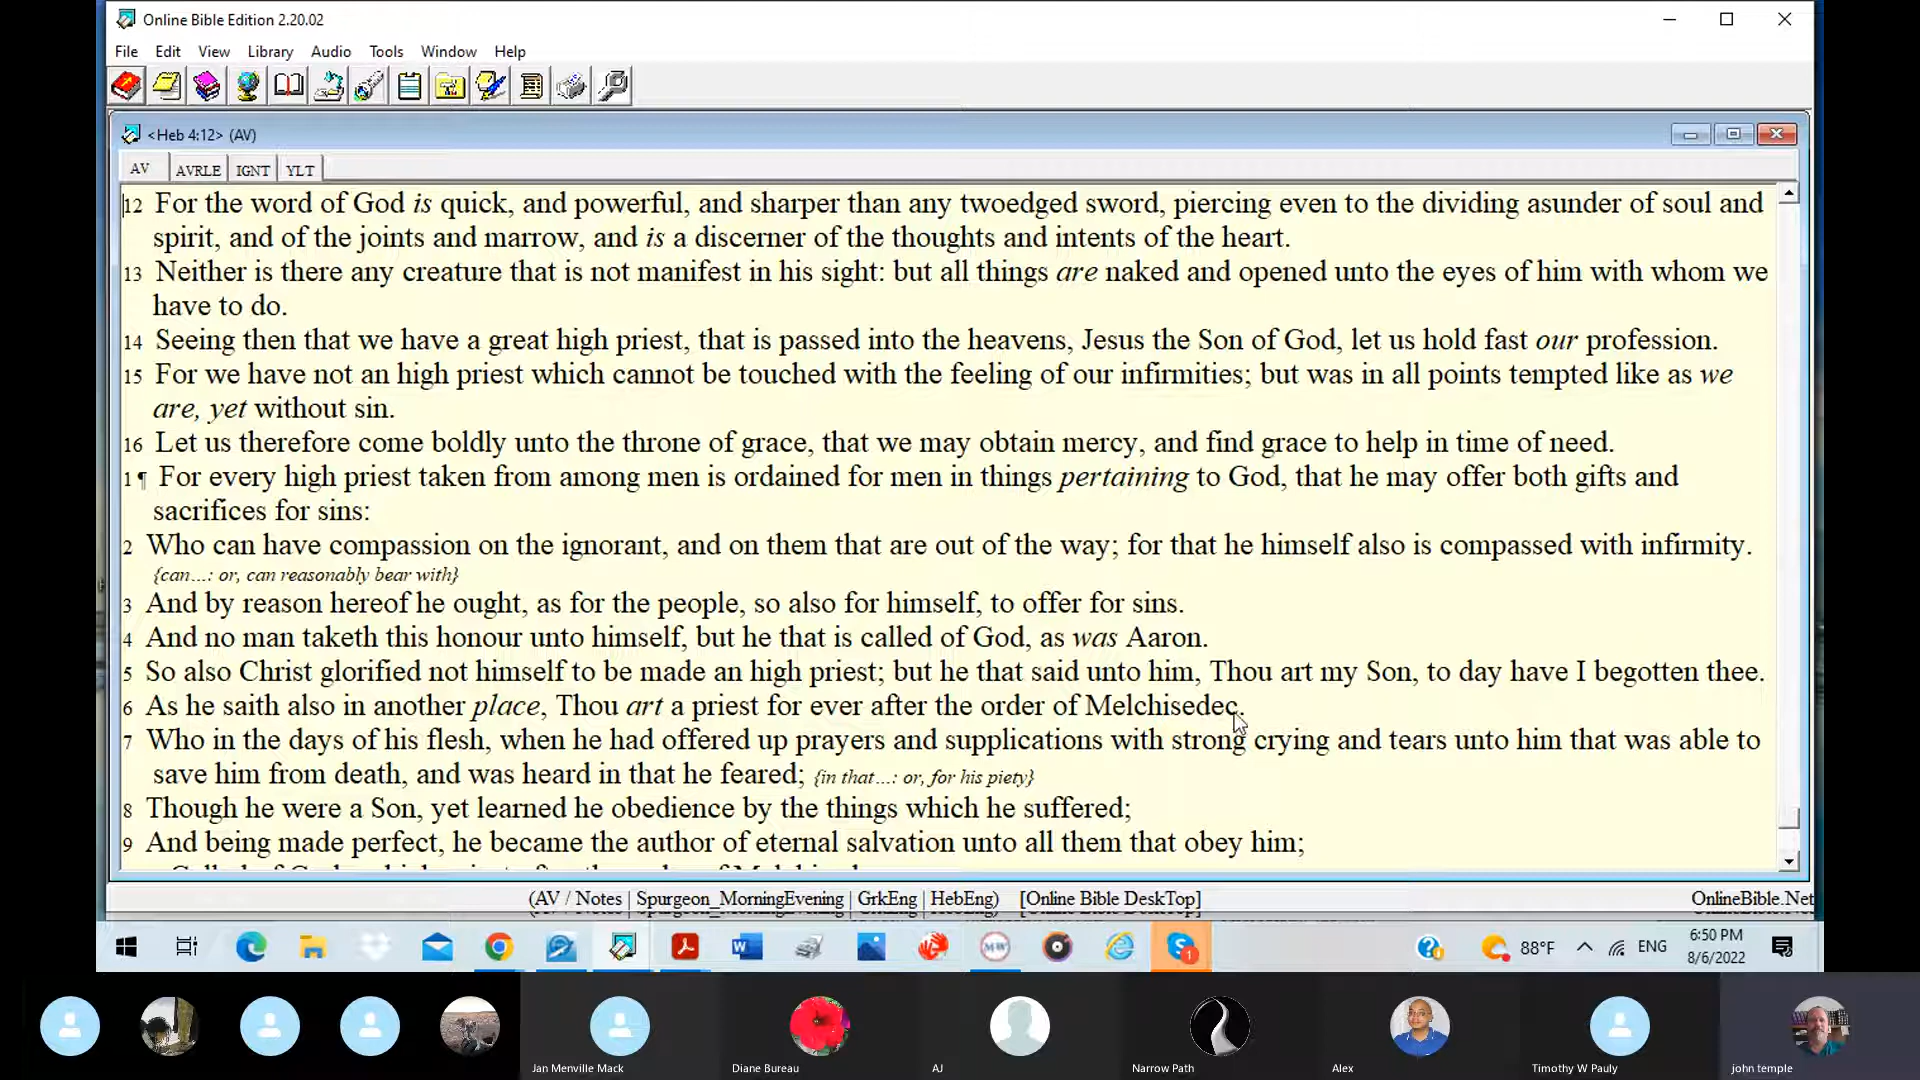 Online Bible Edition 2.20.02
File Edit View Library Audio Tools Window Help
<Heb 4:12> (AV)
AV AVRLE IGNT YLT
12 For the word of God is quick, and powerful, and sharper than any twoedged sword, piercing even to the dividing asunder of soul and
spirit, and of the joints and marrow, and is a discerner of the thoughts and intents of the heart.
13 Neither is there any creature that is not manifest in his sight: but all things are naked and opened unto the eyes of him with whom we
have to do.
14 Seeing then that we have a great high priest, that is passed into the heavens, Jesus the Son of God, let us hold fast our profession.
15 For we have not an high priest which cannot be touched with the feeling of our infirmities; but was in all points tempted like as we
are, yet without sin.
16 Let us therefore come boldly unto the throne of grace, that we may obtain mercy, and find grace to help in time of need.
1 ¶ For every high priest taken from among men is ordained for men in things pertaining to God, that he may offer both gifts and
sacrifices for sins:
2 Who can have compassion on the ignorant, and on them that are out of the way; for that he himself also is compassed with infirmity.
{can...: or, can reasonably bear with}
3 And by reason hereof he ought, as for the people, so also for himself, to offer for sins.
4 And no man taketh this honour unto himself, but he that is called of God, as was Aaron.
5 So also Christ glorified not himself to be made an high priest; but he that said unto him, Thou art my Son, to day have I begotten thee.
6 As he saith also in another place, Thou art a priest for ever after the order of Melchisedec.
7 Who in the days of his flesh, when he had offered up prayers and supplications with strong crying and tears unto him that was able to
save him from death, and was heard in that he feared; {in that...: or, for his piety}
8 Though he were a Son, yet learned he obedience by the things which he suffered;
9 And being made perfect, he became the author of eternal salvation unto all them that obey him;
(AV / Notes | Spurgeon_MorningEvening | GrkEng | HebEng) [Online Bible DeskTop] OnlineBible.Net
88°F ENG 6:50 PM
8/6/2022
Jan Menville Mack Diane Bureau AJ Narrow Path Alex Timothy W Pauly john temple